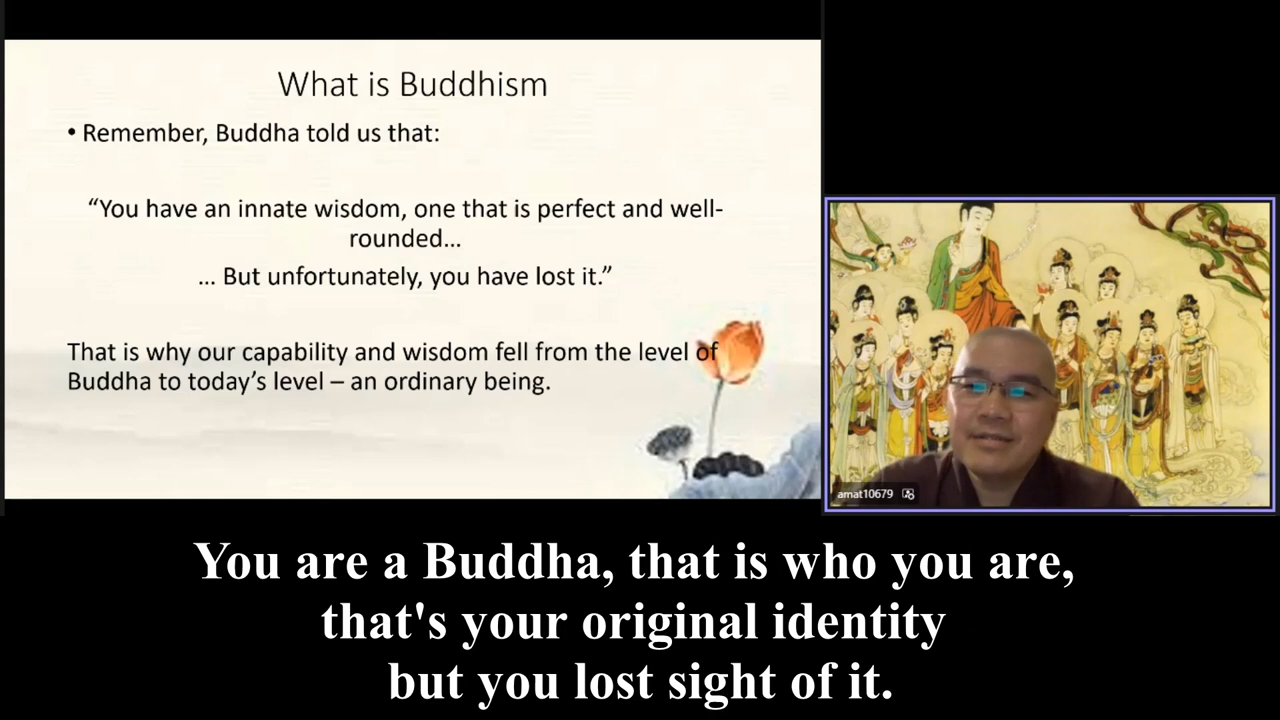 What is Buddhism
• Remember, Buddha told us that:
“You have an innate wisdom, one that is perfect and well-
rounded...
... But unfortunately, you have lost it.”
That is why our capability and wisdom fell from the level of
Buddha to today’s level – an ordinary being.
amat10679
You are a Buddha, that is who you are,
that's your original identity
but you lost sight of it.